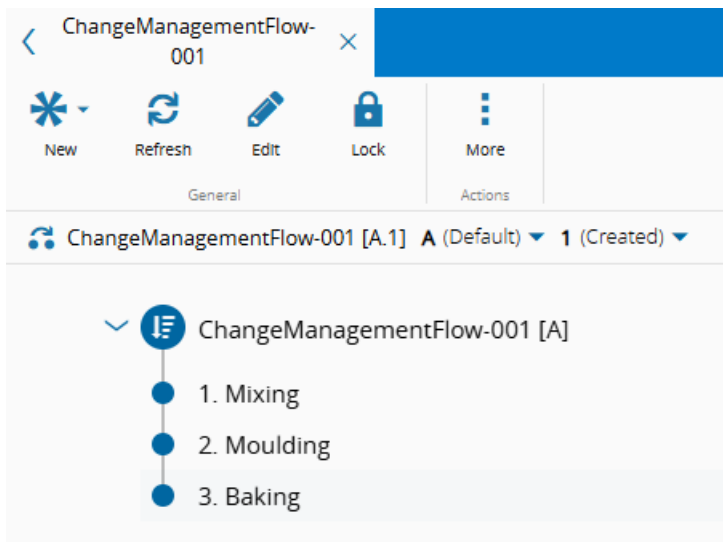 ChangeManagementFlow-
001
New
Refresh
Edit
Lock
More
General
Actions
ChangeManagementFlow-001 [A.1] A (Default) 1 (Created)
ChangeManagementFlow-001 [A]
1. Mixing
2. Moulding
3. Baking